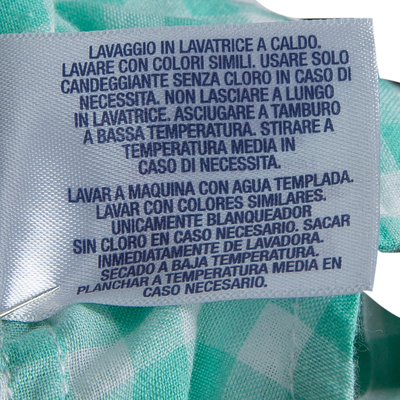 LAVAGGIO IN LAVATRICE A CALDO.
LAVARE CON COLORI SIMILI. USARE SOLO
CANDEGGIANTE SENZA CLORO IN CASO DI
NECESSITA. NON LASCIARE A LUNGO
IN LAVATRICE. ASCIUGARE A TAMBURO
A BASSA TEMPERATURA. STIRARE A
TEMPERATURA MEDIA IN
CASO DI NECESSITA.
LAVAR A MAQUINA CON AGUA TEMPLADA.
LAVAR CON COLORES SIMILARES.
UNICAMENTE BLANQUEADOR
SIN CLORO EN CASO NECESARIO. SACAR
INMEDIATAMENTE DE LAVADORA.
SECADO A BAJA TEMPERATURA.
PLANCHAR A TEMPERATURA MEDIA EN
CASO NECESARIO.